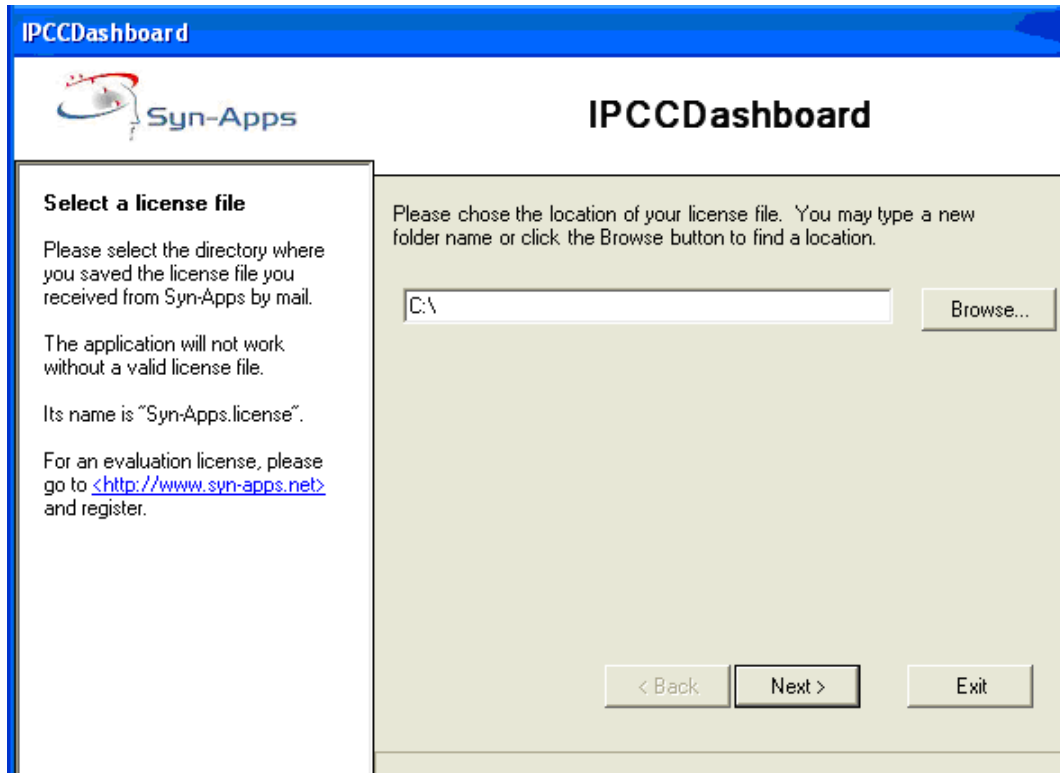 IPCCDashboard
Syn-Apps
IPCCDashboard
Select a license file
Please select the directory where
you saved the license file you
received from Syn-Apps by mail.
The application will not work
without a valid license file.
Its name is "Syn-Apps.license".
For an evaluation license, please
go to <http://www.syn-apps.net>
and register.
Please chose the location of your license file.  You may type a new
folder name or click the Browse button to find a location.
C:\
Browse...
< Back
Next >
Exit